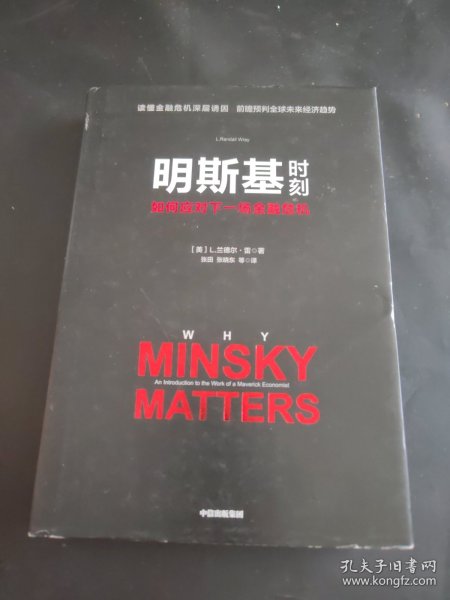 读懂金融危机深层诱因 前瞻预判全球未来经济趋势
L.Randall Wray
明斯基时刻
如何应对下一场金融危机
［美］L.兰德尔·雷◇著
张田 张晓东 等◇译
WHY
MINSKY
An Introduction to the Work of a Maverick Economist
MATTERS
中信出版集团
孔夫子旧书网
www.kongfz.com